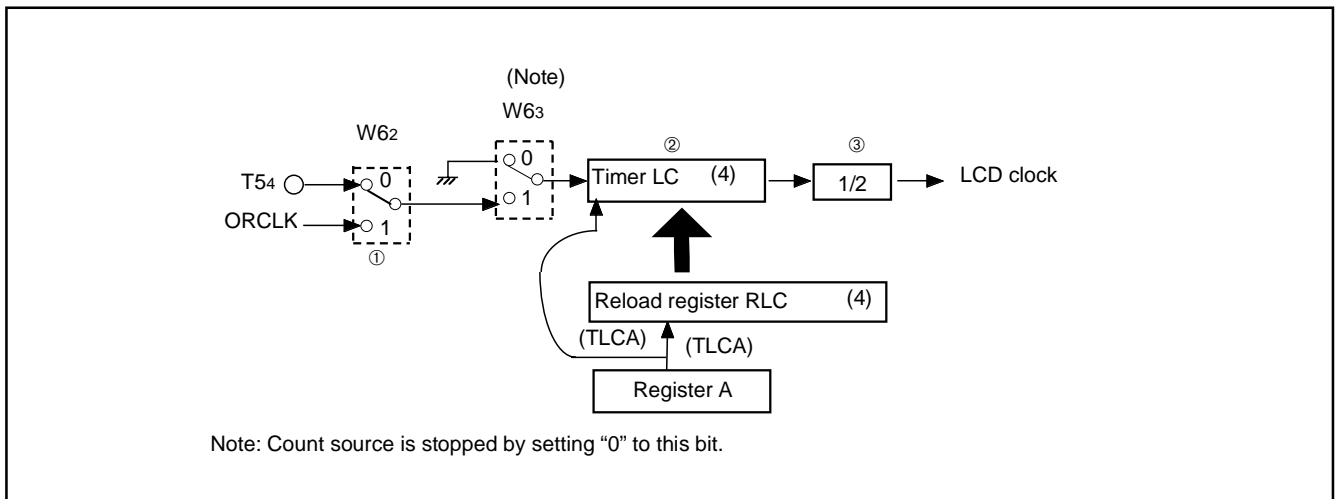 (Note)
W63
W62
②
③
T54
0
0
Timer LC (4)
1/2
LCD clock
1
ORCLK
1
①
Reload register RLC (4)
(TLCA)
(TLCA)
Register A
Note: Count source is stopped by setting “0” to this bit.